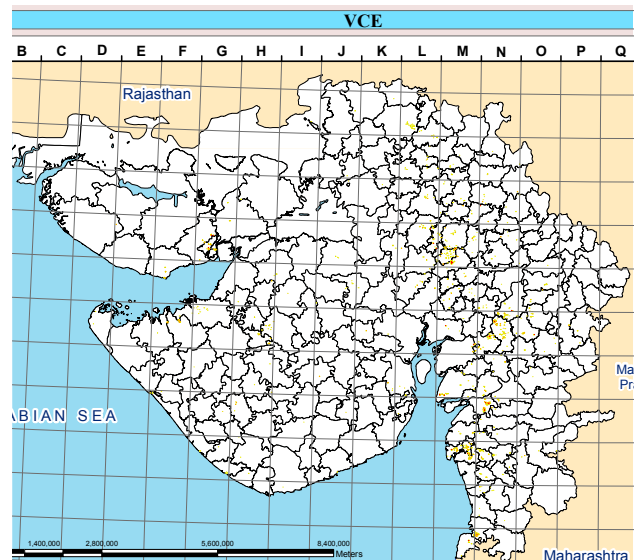 VCE
B C D E F G H I J K L M N O P Q
Rajasthan
Ma
Pra
ABIAN SEA
1,400,000 2,800,000 5,600,000 8,400,000
Meters
Maharashtra